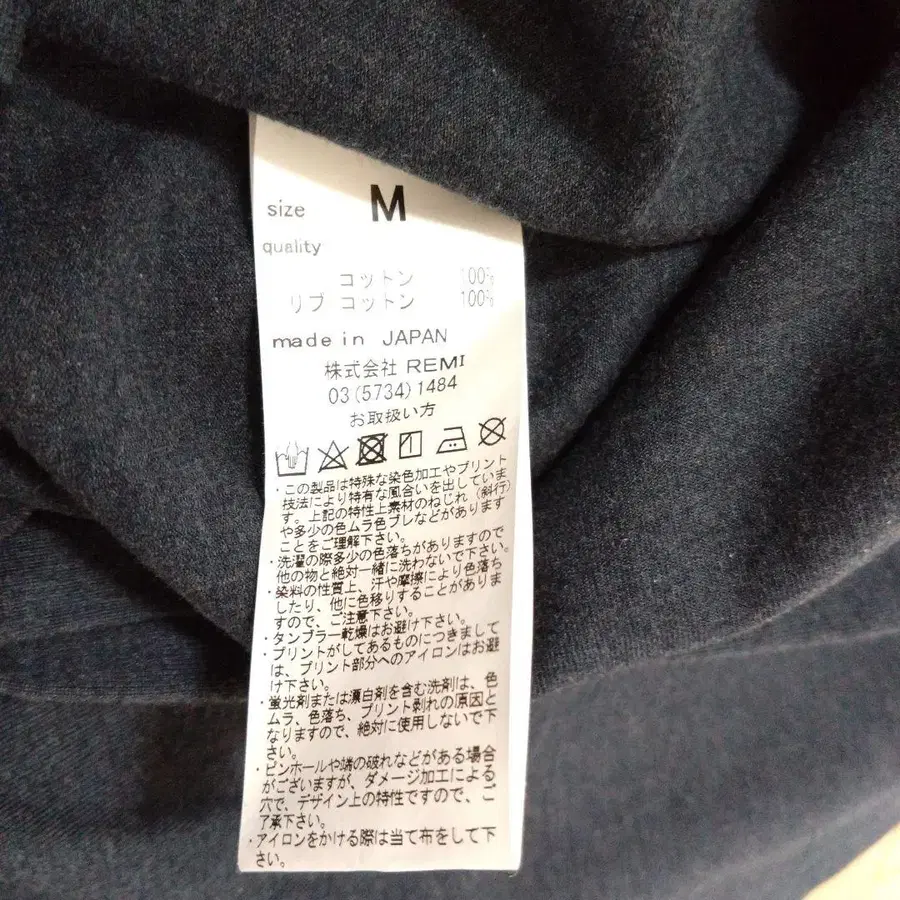 size M
quality
コットン 100%
リブ コットン 100%
made in JAPAN
株式会社 REMI
03(5734)1484
お取扱い方
・この製品は特殊な染色加工やプリント
技法により特有な風合いを出していま
す。上記の特性上素材のねじれ(斜行)
や多少の色ムラ色ブレなどがあります
ことをご理解下さい。
・洗濯の際多少の色落ちがありますので
他の物と絶対一緒に洗わないで下さい。
・染料の性質上、汗や摩擦により色落ち
したり、他に色移りすることがありま
すので、ご注意下さい。
・タンブラー乾燥はお避け下さい。
・プリントがしてあるものにつきまして
は、プリント部分へのアイロンはお避
け下さい。
・蛍光剤または漂白剤を含む洗剤は、色
ムラ、色落ち、プリント剥れの原因と
なりますので、絶対に使用しないで下
さい。
・ピンホールや端の破れなどがある場合
がございますが、ダメージ加工による
穴で、デザイン上の特性ですので、ご
了承下さい。
・アイロンをかける際は当て布をして下
さい。